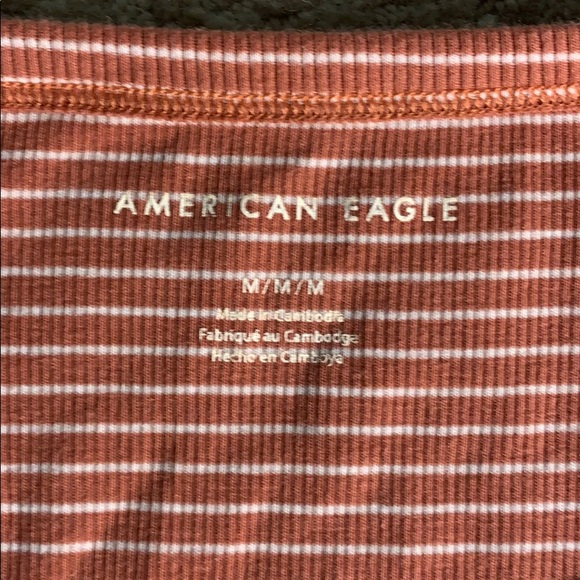 AMERICAN EAGLE
M/M/M
Made in Cambodia
Fabriqué au Cambodge
Hecho en Camboya